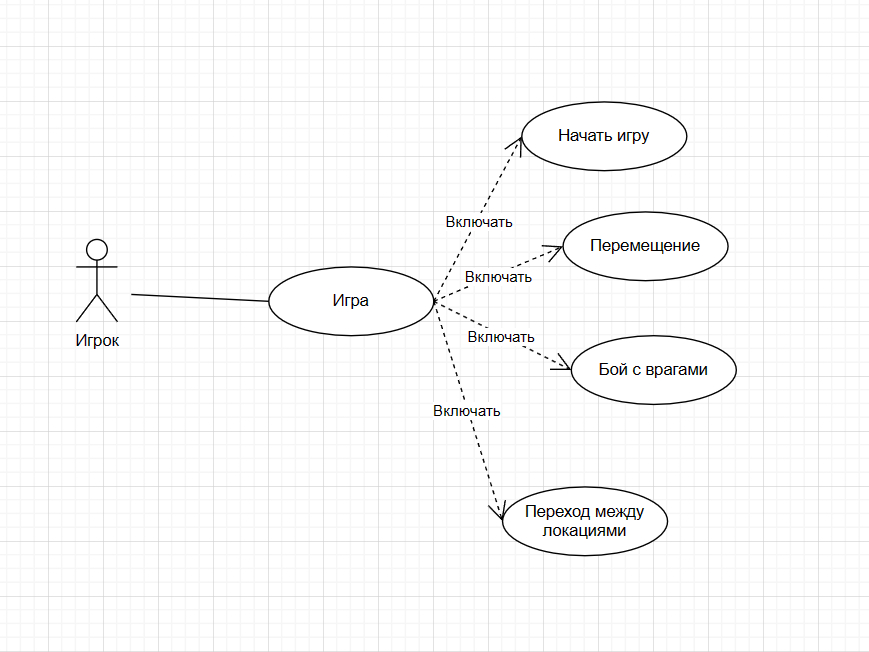 Начать игру
Включать
Перемещение
Включать
Игра
Игрок
Включать
Бой с врагами
Включать
Переход между
локациями